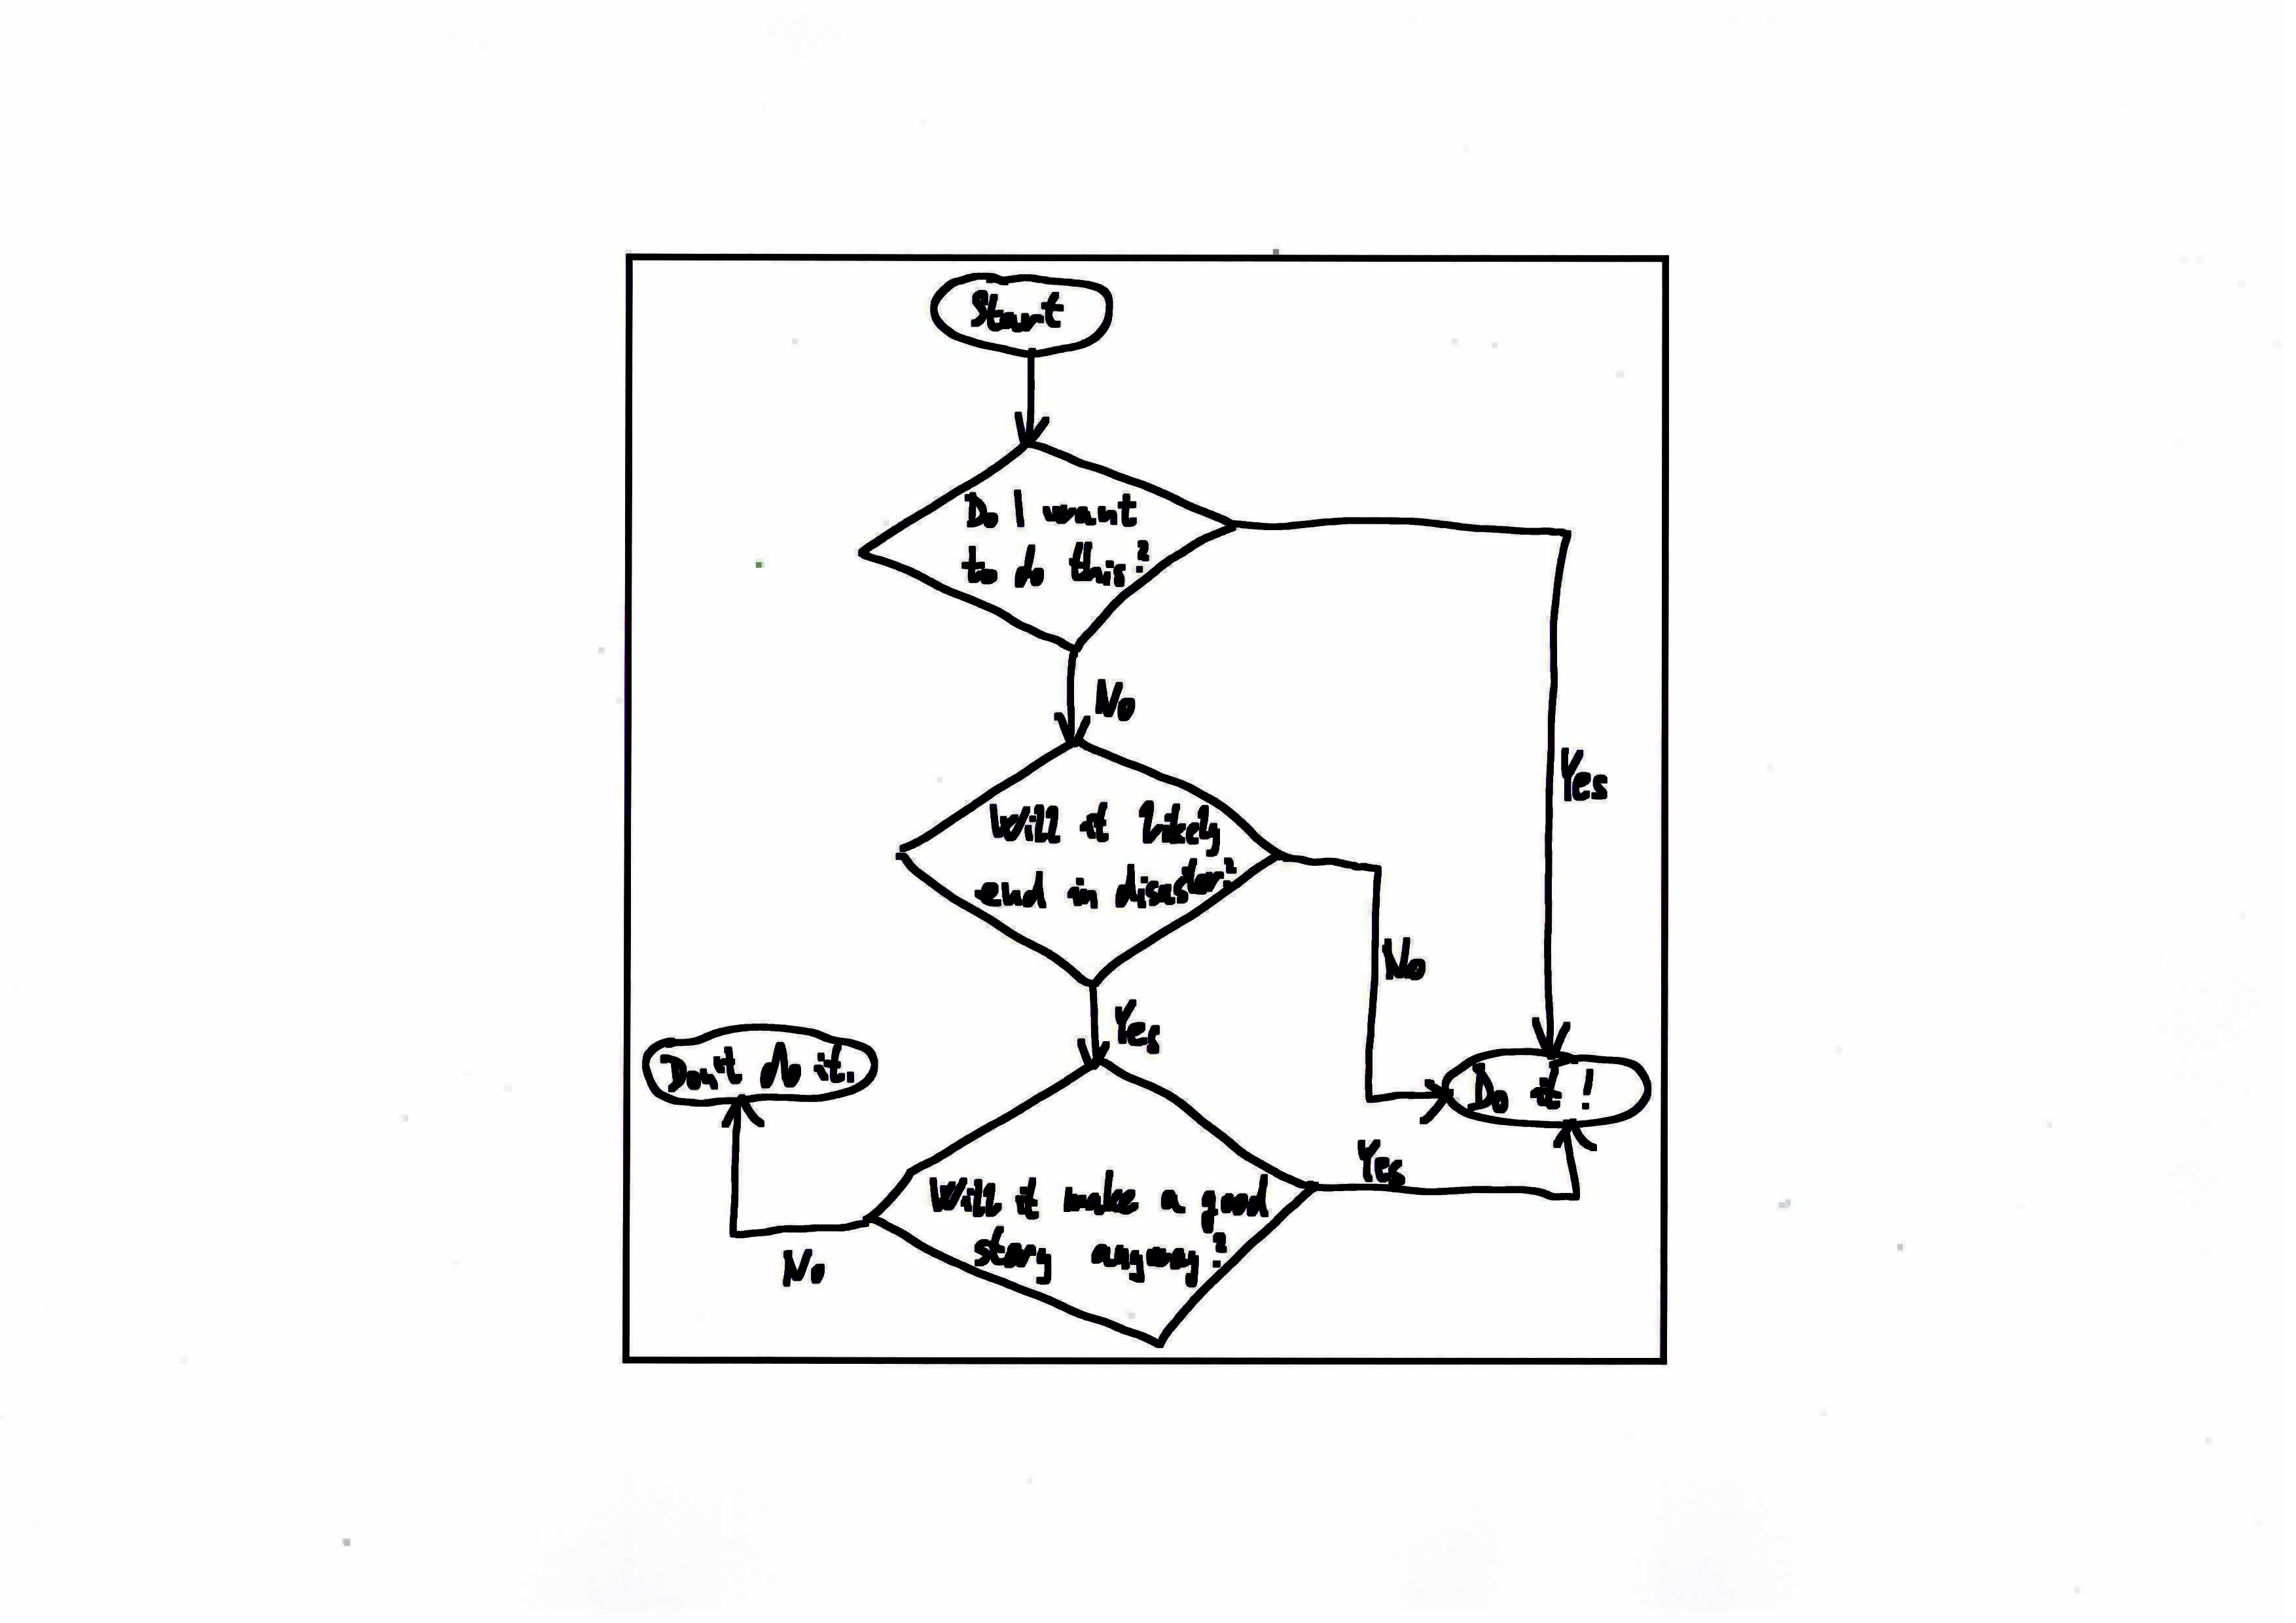 Start
Do I want
to do this?
No
Yes
Will it likely
end in disaster?
No
Yes
Don't do it.
Do it!
Will it make a good
story anyway?
Yes
No